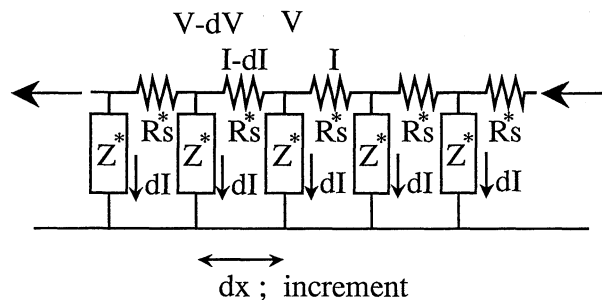 V-dV V
I-dI I
Rs* Rs* Rs* Rs* Rs*
Z* Z* Z* Z* Z*
dI dI dI dI dI
dx ; increment